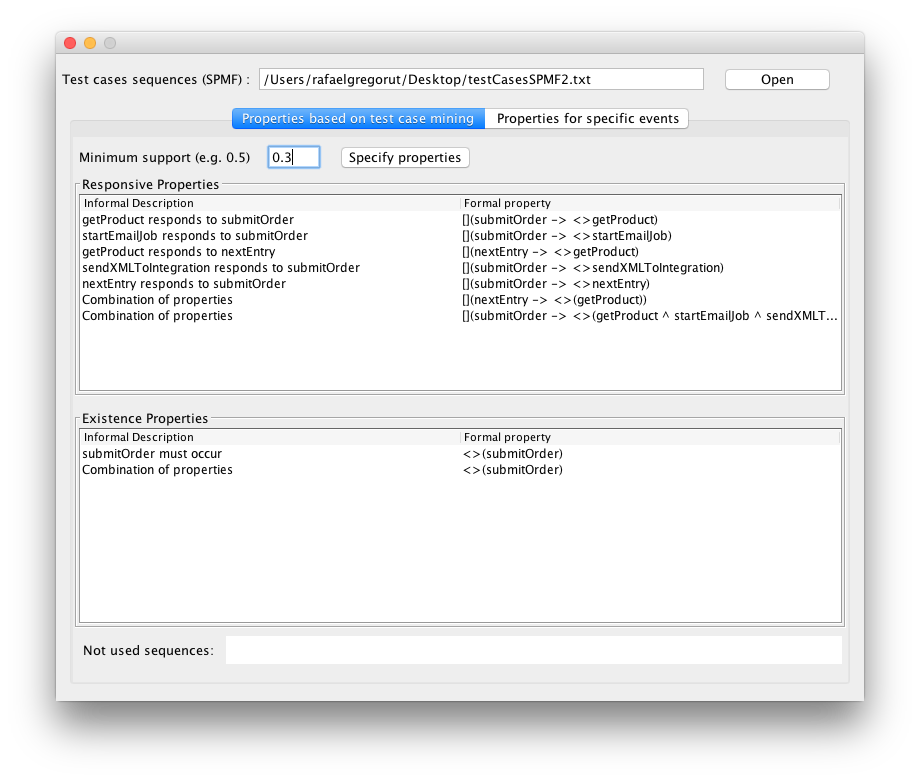 Test cases sequences (SPMF) : /Users/rafaelgregorut/Desktop/testCasesSPMF2.txt Open
Properties based on test case mining Properties for specific events
Minimum support (e.g. 0.5) 0.3 Specify properties
Responsive Properties
Informal Description Formal property
getProduct responds to submitOrder [](submitOrder -> <>getProduct)
startEmailJob responds to submitOrder [](submitOrder -> <>startEmailJob)
getProduct responds to nextEntry [](nextEntry -> <>getProduct)
sendXMLToIntegration responds to submitOrder [](submitOrder -> <>sendXMLToIntegration)
nextEntry responds to submitOrder [](submitOrder -> <>nextEntry)
Combination of properties [](nextEntry -> <>(getProduct))
Combination of properties [](submitOrder -> <>(getProduct ^ startEmailJob ^ sendXMLT...
Existence Properties
Informal Description Formal property
submitOrder must occur <>(submitOrder)
Combination of properties <>(submitOrder)
Not used sequences: